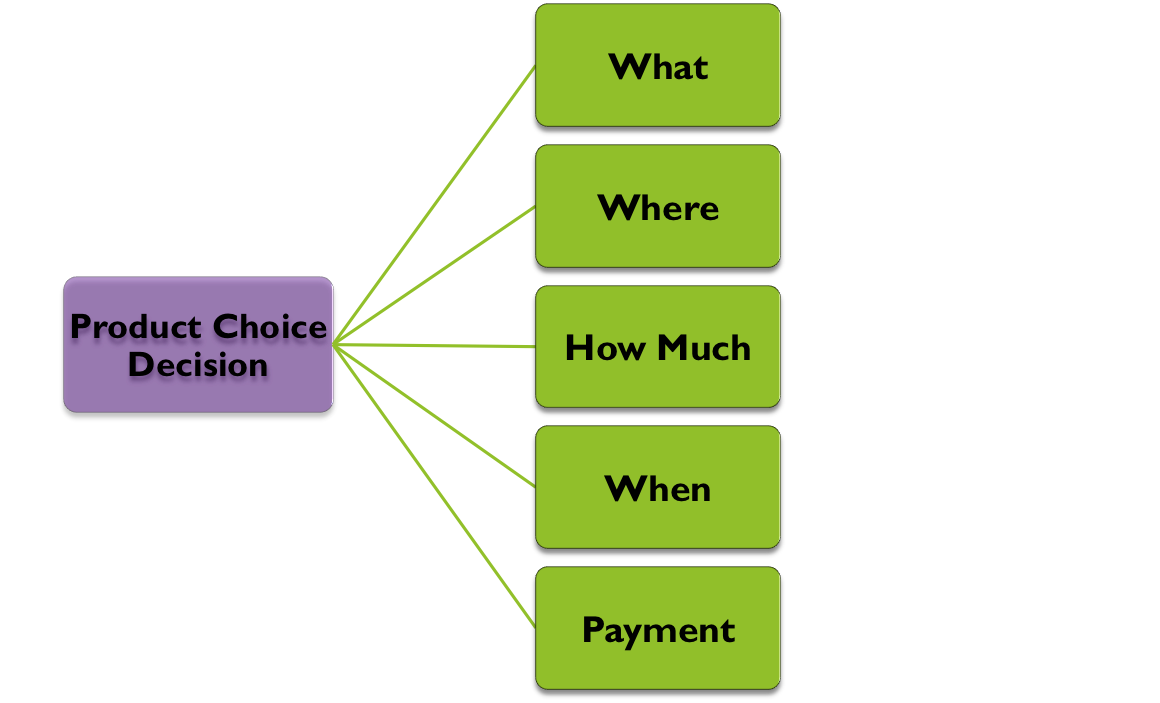 Product Choice
Decision
What
Where
How Much
When
Payment